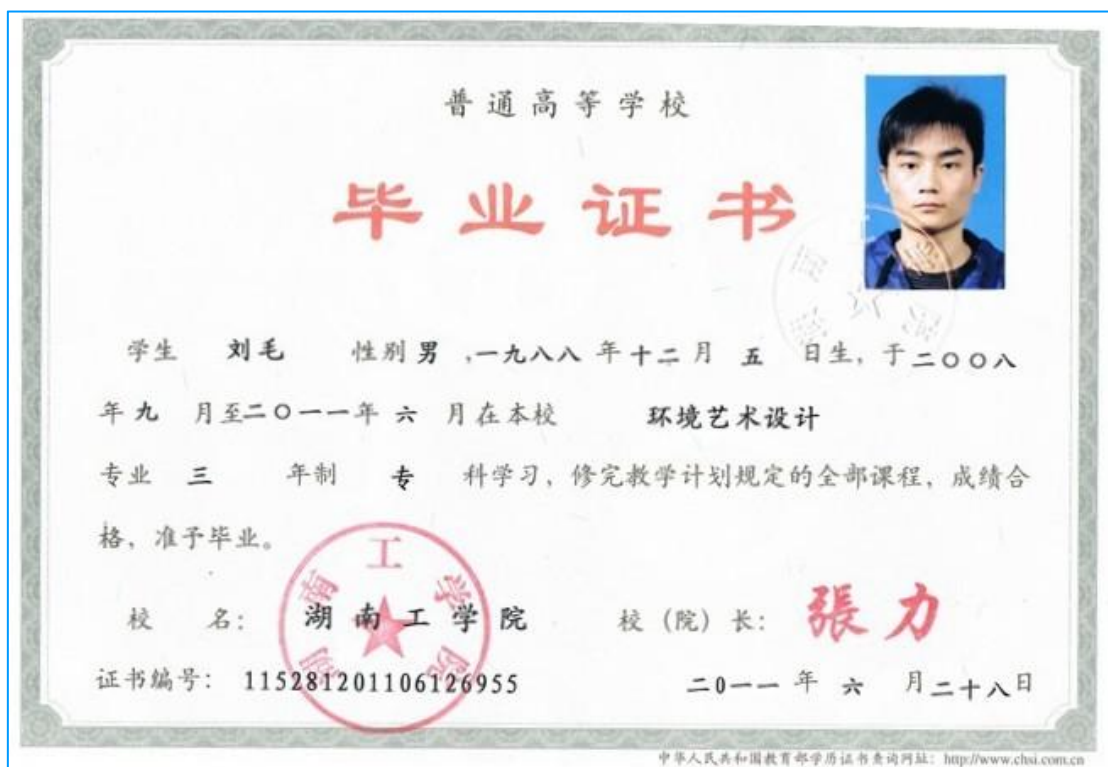 普通高等学校
毕业证书
学生 刘毛 性别 男 ,一九八八 年 十二 月 五 日生, 于 二〇〇八
年 九 月至 二〇一一 年 六 月在本校 环境艺术设计
专业 三 年制 专 科学习, 修完教学计划规定的全部课程, 成绩合
格, 准予毕业。
湖南工学院
校 名: 湖南工学院 校(院)长: 張力
证书编号: 115281201106126955 二0一一 年 六 月 二十八 日
中华人民共和国教育部学历证书查询网址: http://www.chsi.com.cn